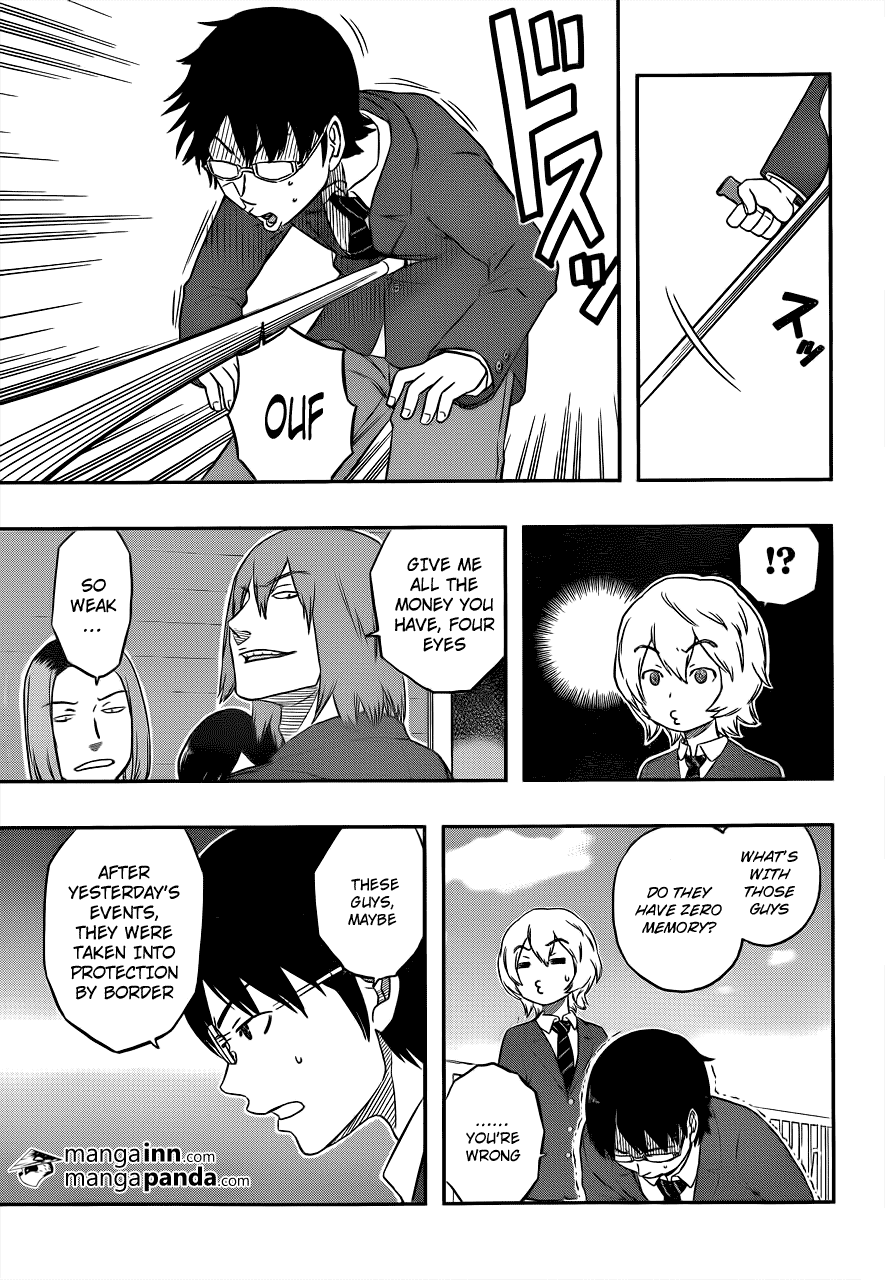 スッ
ドスッ
OUF
!?
GIVE ME
ALL THE
MONEY YOU
HAVE, FOUR
EYES
SO
WEAK
...
WHAT'S
WITH
THOSE
GUYS
DO THEY
HAVE ZERO
MEMORY?
......
YOU'RE
WRONG
THESE
GUYS,
MAYBE
AFTER
YESTERDAY'S
EVENTS,
THEY WERE
TAKEN INTO
PROTECTION
BY BORDER
mangainn.com
mangapanda.com